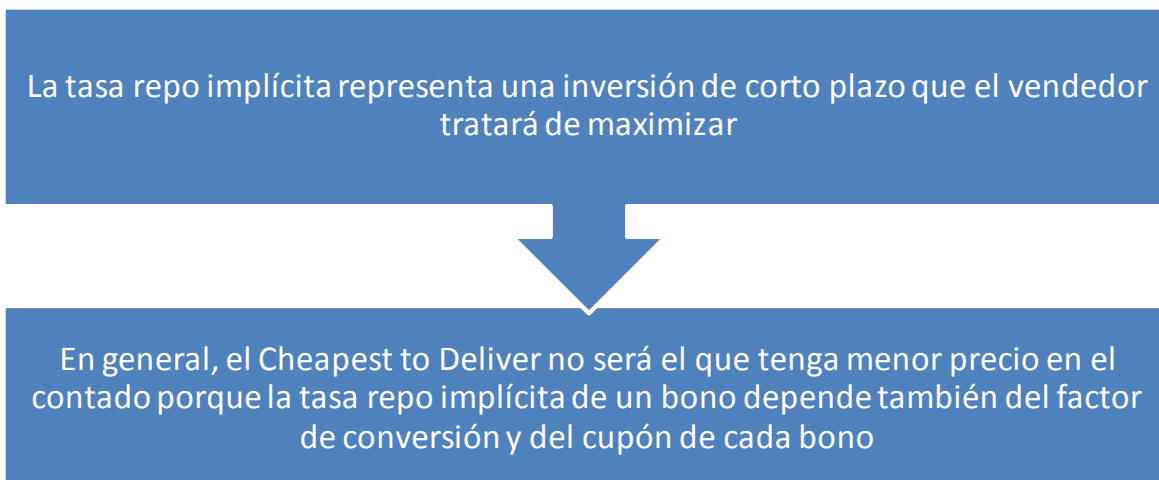 La tasa repo implícita representa una inversión de corto plazo que el vendedor
tratará de maximizar
En general, el Cheapest to Deliver no será el que tenga menor precio en el
contado porque la tasa repo implícita de un bono depende también del factor
de conversión y del cupón de cada bono